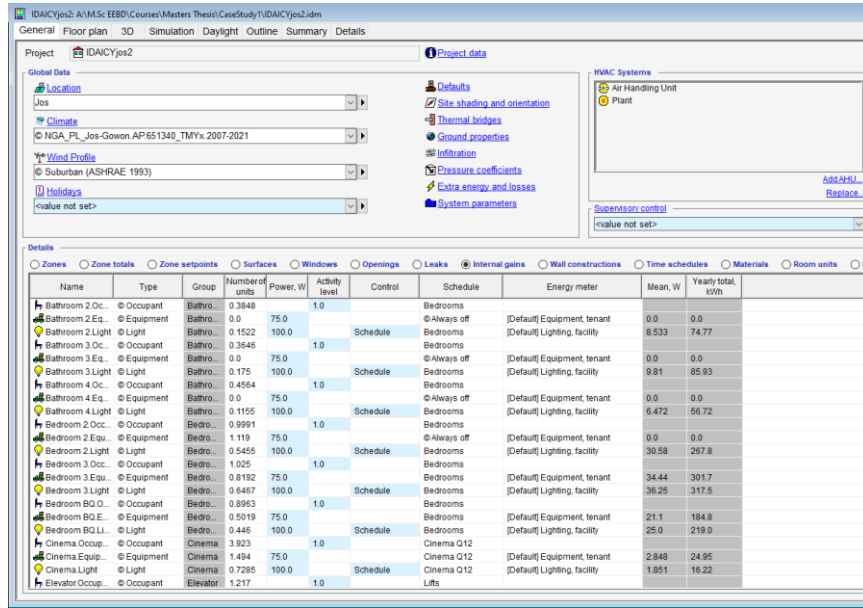 IDAICYjos2: A:\M.Sc EEBD\Courses\Masters Thesis\CaseStudy1\IDAICYjos2.idm
General Floor plan 3D Simulation Daylight Outline Summary Details
Project IDAICYjos2 Project data
Global Data
Location
Jos
Climate
© NGA_PL_Jos-Gowon.AP.651340_TMYx.2007-2021
Wind Profile
© Suburban (ASHRAE 1993)
Holidays
<value not set>
Defaults
Site shading and orientation
Thermal bridges
Ground properties
Infiltration
Pressure coefficients
Extra energy and losses
System parameters
HVAC Systems
Air Handling Unit
Plant
Add AHU...
Replace...
Supervisory control
<value not set>
Details
Zones Zone totals Zone setpoints Surfaces Windows Openings Leaks Internal gains Wall constructions Time schedules Materials Room units
Name Type Group Number of units Power, W Activity level Control Schedule Energy meter Mean, W Yearly total, kWh
Bathroom 2.Oc... © Occupant Bathro... 0.3848 1.0 Bedrooms
Bathroom 2.Eq... © Equipment Bathro... 0.0 75.0 © Always off [Default] Equipment, tenant 0.0 0.0
Bathroom 2.Light © Light Bathro... 0.1522 100.0 Schedule Bedrooms [Default] Lighting, facility 8.533 74.77
Bathroom 3.Oc... © Occupant Bathro... 0.3646 1.0 Bedrooms
Bathroom 3.Eq... © Equipment Bathro... 0.0 75.0 © Always off [Default] Equipment, tenant 0.0 0.0
Bathroom 3.Light © Light Bathro... 0.175 100.0 Schedule Bedrooms [Default] Lighting, facility 9.81 85.93
Bathroom 4.Oc... © Occupant Bathro... 0.4564 1.0 Bedrooms
Bathroom 4.Eq... © Equipment Bathro... 0.0 75.0 © Always off [Default] Equipment, tenant 0.0 0.0
Bathroom 4.Light © Light Bathro... 0.1155 100.0 Schedule Bedrooms [Default] Lighting, facility 6.472 56.72
Bedroom 2.Occ... © Occupant Bedro... 0.9991 1.0 Bedrooms
Bedroom 2.Equ... © Equipment Bedro... 1.119 75.0 © Always off [Default] Equipment, tenant 0.0 0.0
Bedroom 2.Light © Light Bedro... 0.5455 100.0 Schedule Bedrooms [Default] Lighting, facility 30.58 267.8
Bedroom 3.Occ... © Occupant Bedro... 1.025 1.0 Bedrooms
Bedroom 3.Equ... © Equipment Bedro... 0.8192 75.0 Bedrooms [Default] Equipment, tenant 34.44 301.7
Bedroom 3.Light © Light Bedro... 0.6467 100.0 Schedule Bedrooms [Default] Lighting, facility 36.25 317.5
Bedroom BQ.O... © Occupant Bedro... 0.8963 1.0 Bedrooms
Bedroom BQ.E... © Equipment Bedro... 0.5019 75.0 Bedrooms [Default] Equipment, tenant 21.1 184.8
Bedroom BQ.Li... © Light Bedro... 0.446 100.0 Schedule Bedrooms [Default] Lighting, facility 25.0 219.0
Cinema.Occup... © Occupant Cinema 3.923 1.0 Cinema Q12
Cinema.Equip... © Equipment Cinema 1.494 75.0 Cinema Q12 [Default] Equipment, tenant 2.848 24.95
Cinema.Light © Light Cinema 0.7285 100.0 Schedule Cinema Q12 [Default] Lighting, facility 1.851 16.22
Elevator.Occup... © Occupant Elevator 1.217 1.0 Lifts